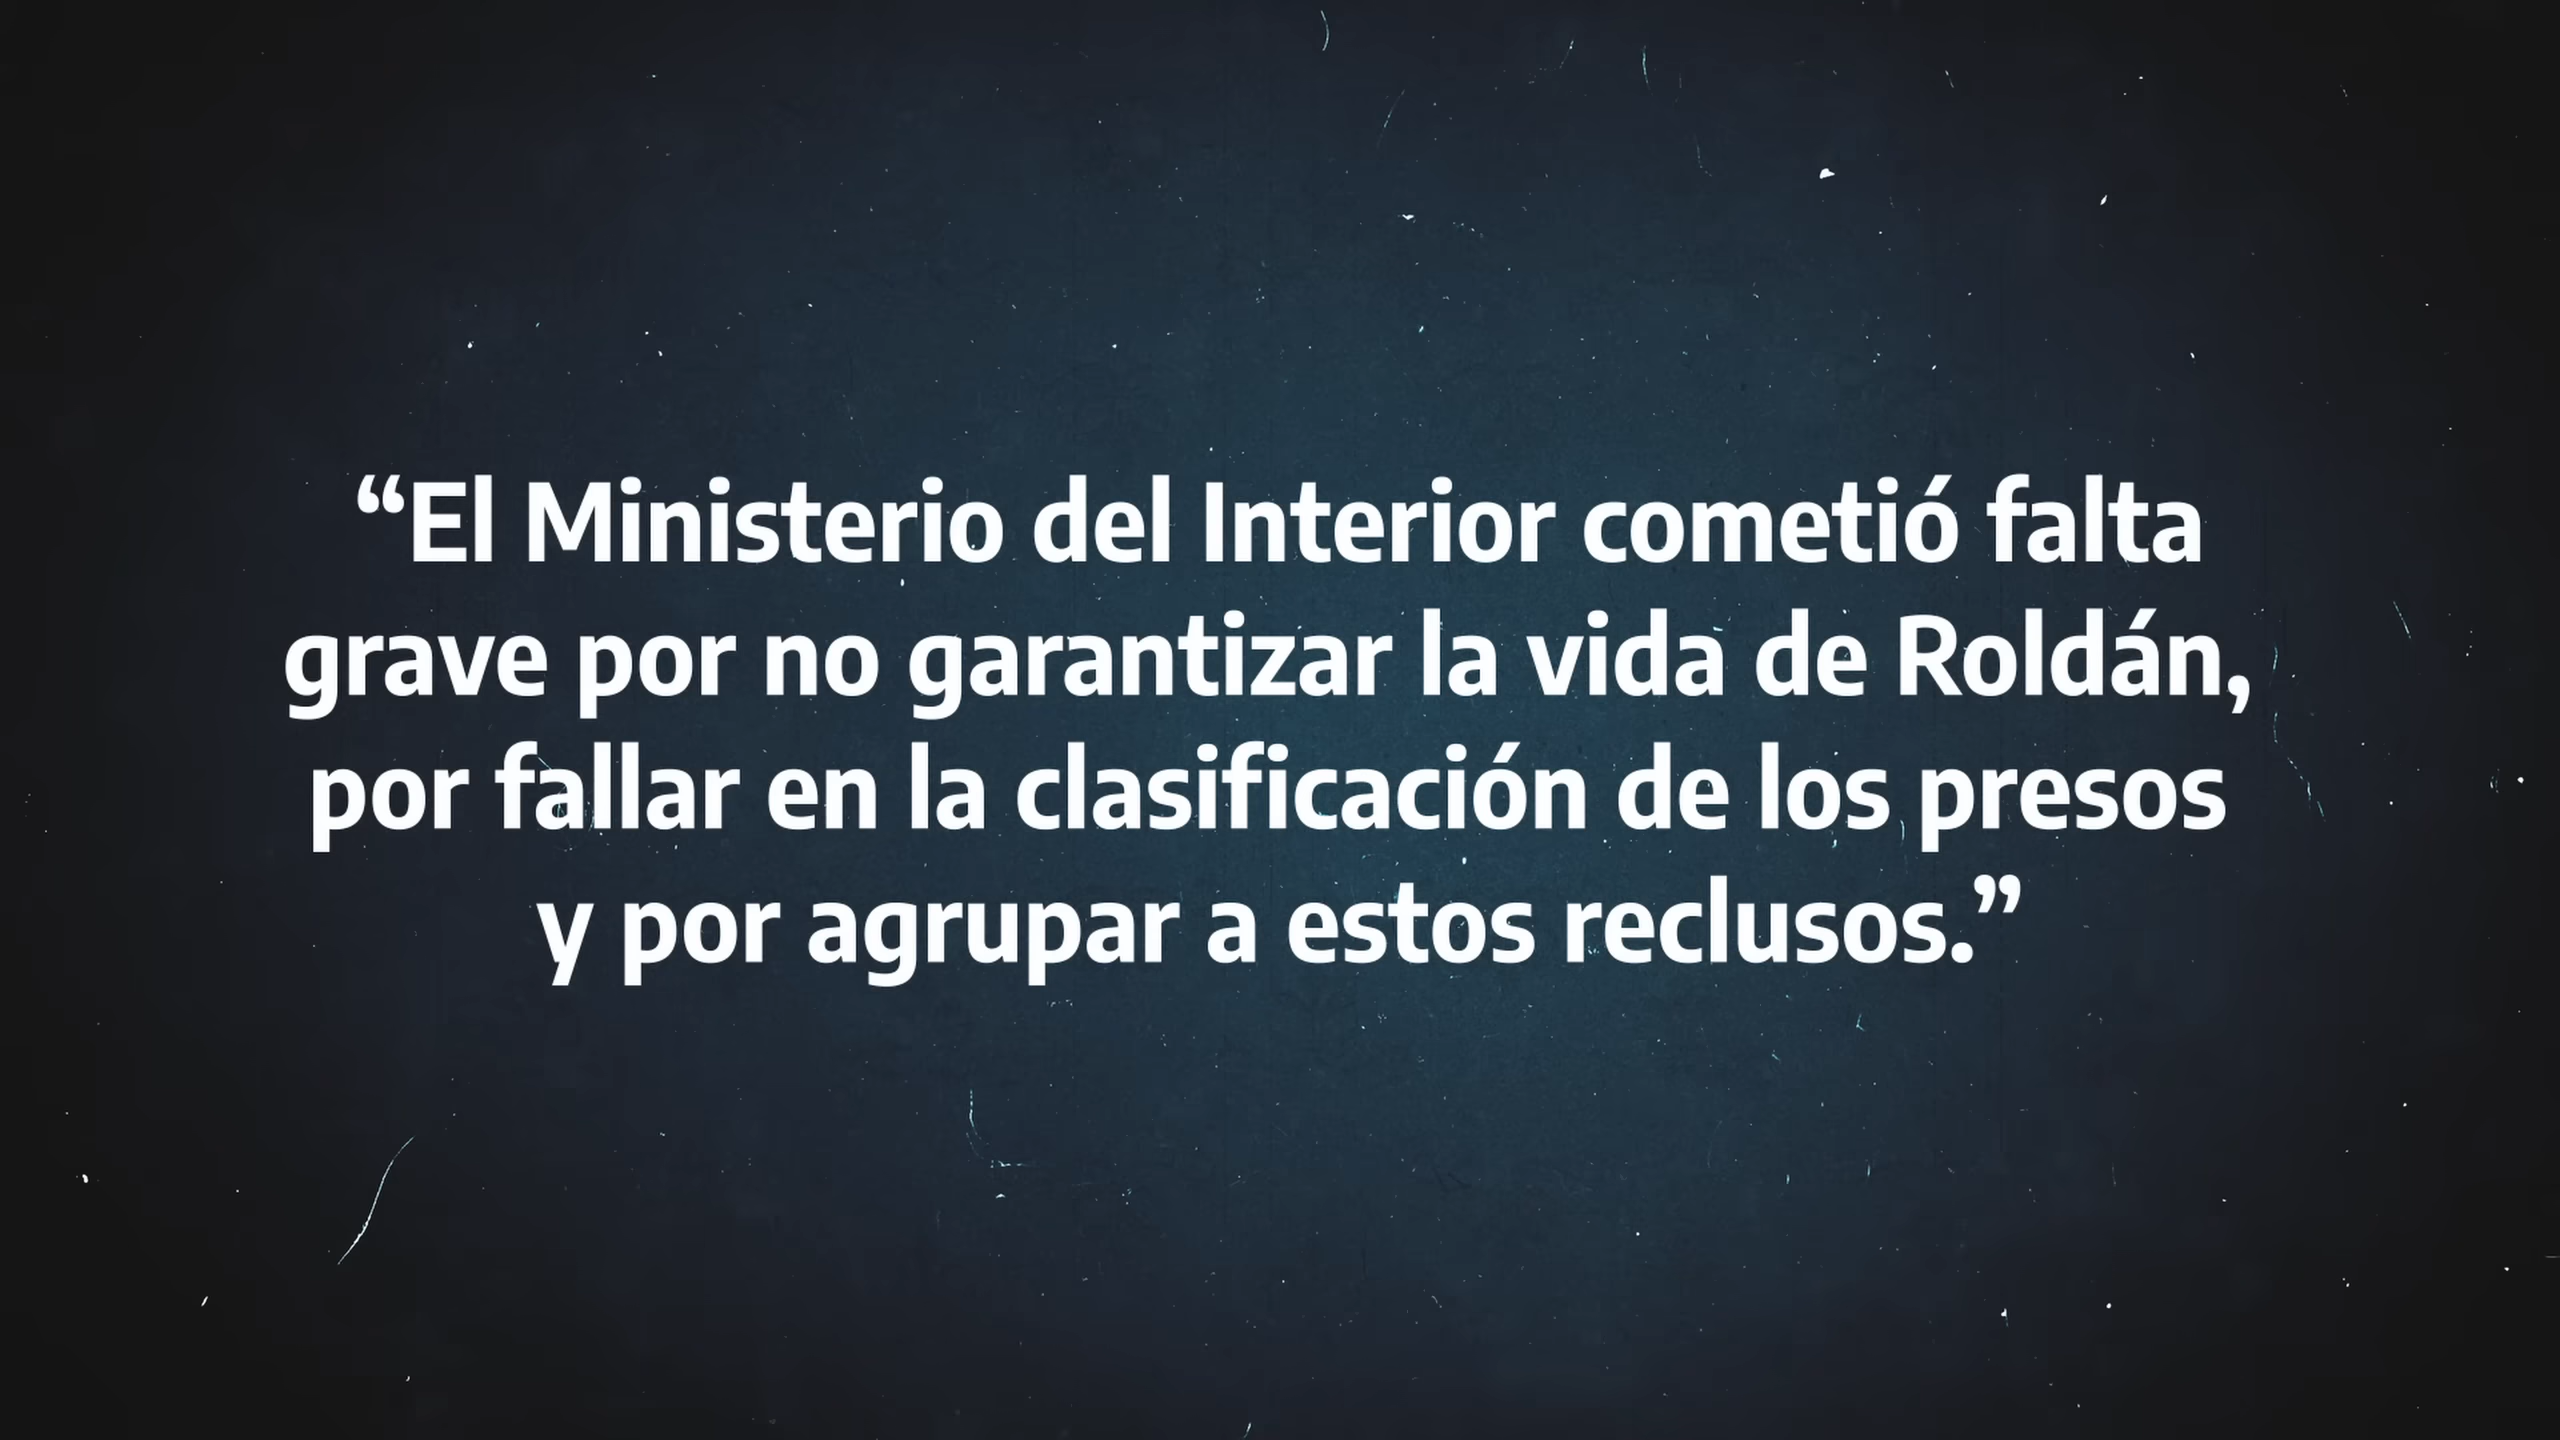 “El Ministerio del Interior cometió falta
grave por no garantizar la vida de Roldán,
por fallar en la clasificación de los presos
y por agrupar a estos reclusos.”